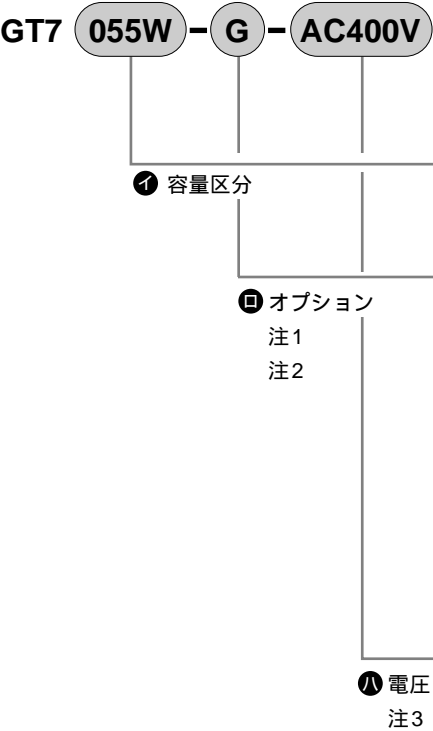 GT7 055W - G - AC400V
イ 容量区分
ロ オプション
注1
注2
ハ 電圧
注3